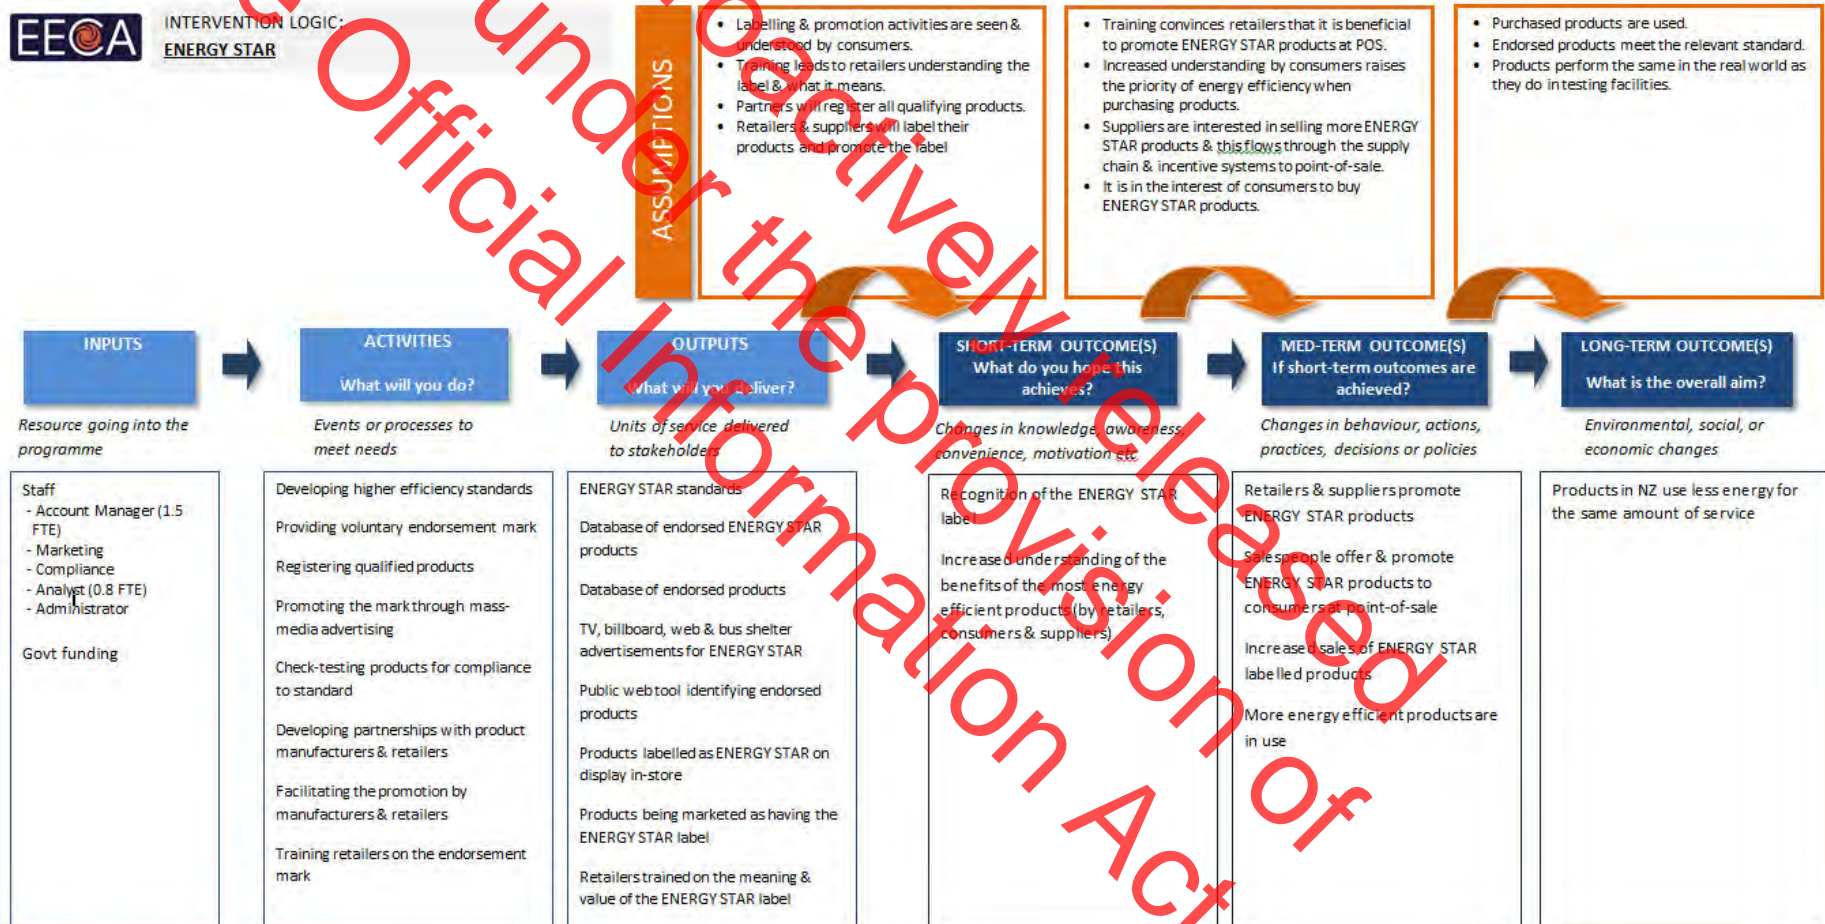 EECA
INTERVENTION LOGIC:
ENERGY STAR
ASSUMPTIONS
• Labelling & promotion activities are seen &
understood by consumers.
• Training leads to retailers understanding the
label & what it means.
• Partners will register all qualifying products.
• Retailers & suppliers will label their
products and promote the label
• Training convinces retailers that it is beneficial
to promote ENERGY STAR products at POS.
• Increased understanding by consumers raises
the priority of energy efficiency when
purchasing products.
• Suppliers are interested in selling more ENERGY
STAR products & this flows through the supply
chain & incentive systems to point-of-sale.
• It is in the interest of consumers to buy
ENERGY STAR products.
• Purchased products are used.
• Endorsed products meet the relevant standard.
• Products perform the same in the real world as
they do in testing facilities.
INPUTS
Resource going into the
programme
Staff
- Account Manager (1.5
FTE)
- Marketing
- Compliance
- Analyst (0.8 FTE)
- Administrator
Govt funding
ACTIVITIES
What will you do?
Events or processes to
meet needs
Developing higher efficiency standards
Providing voluntary endorsement mark
Registering qualified products
Promoting the mark through mass-
media advertising
Check-testing products for compliance
to standard
Developing partnerships with product
manufacturers & retailers
Facilitating the promotion by
manufacturers & retailers
Training retailers on the endorsement
mark
OUTPUTS
What will you deliver?
Units of service delivered
to stakeholders
ENERGY STAR standards
Database of endorsed ENERGY STAR
products
Database of endorsed products
TV, billboard, web & bus shelter
advertisements for ENERGY STAR
Public web tool identifying endorsed
products
Products labelled as ENERGY STAR on
display in-store
Products being marketed as having the
ENERGY STAR label
Retailers trained on the meaning &
value of the ENERGY STAR label
SHORT-TERM OUTCOME(S)
What do you hope this
achieves?
Changes in knowledge, awareness,
convenience, motivation etc
Recognition of the ENERGY STAR
label
Increased understanding of the
benefits of the most energy
efficient products (by retailers,
consumers & suppliers)
MED-TERM OUTCOME(S)
If short-term outcomes are
achieved?
Changes in behaviour, actions,
practices, decisions or policies
Retailers & suppliers promote
ENERGY STAR products
Salespeople offer & promote
ENERGY STAR products to
consumers at point-of-sale
Increased sales of ENERGY STAR
labelled products
More energy efficient products are
in use
LONG-TERM OUTCOME(S)
What is the overall aim?
Environmental, social, or
economic changes
Products in NZ use less energy for
the same amount of service
oactively released
under the provision of
Official Information Act